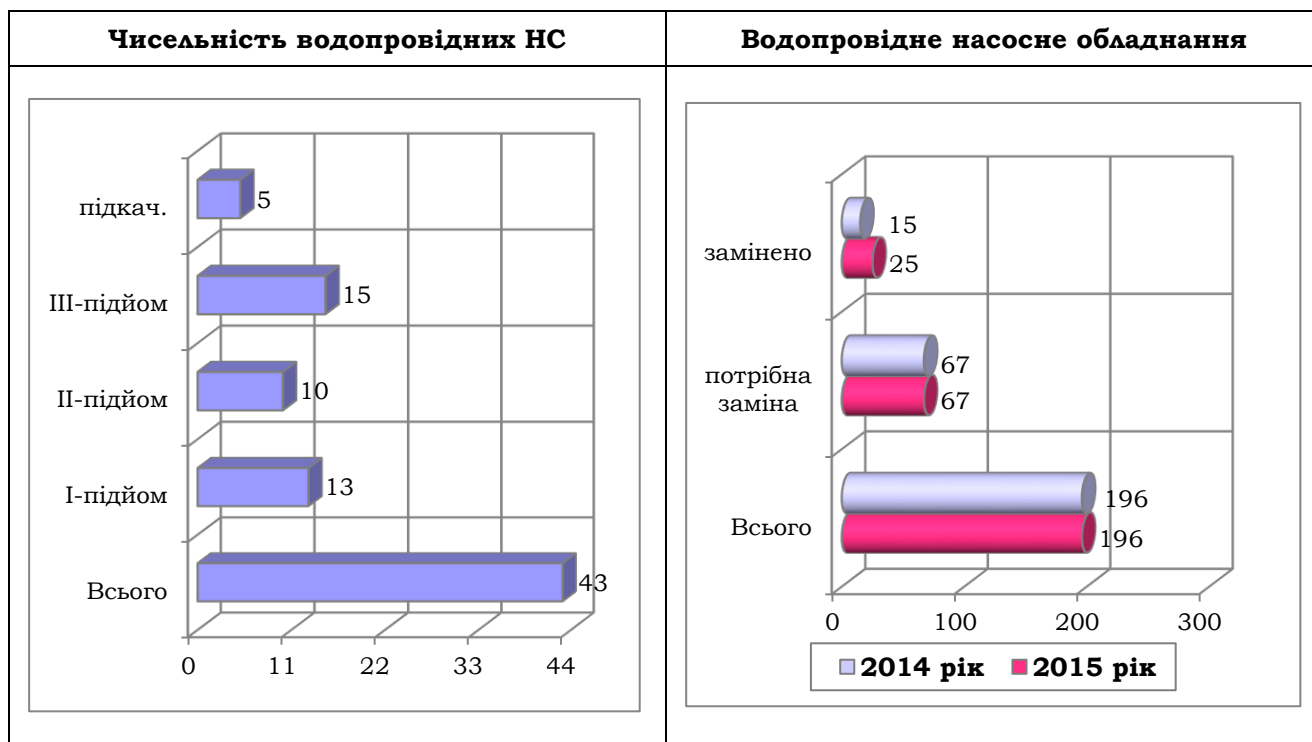 Чисельність водопровідних НС
підкач.
5
III-підйом
15
II-підйом
10
I-підйом
13
Всього
43
0 11 22 33 44
Водопровідне насосне обладнання
замінено
15
25
потрібна
заміна
67
67
Всього
196
196
0 100 200 300
2014 рік 2015 рік